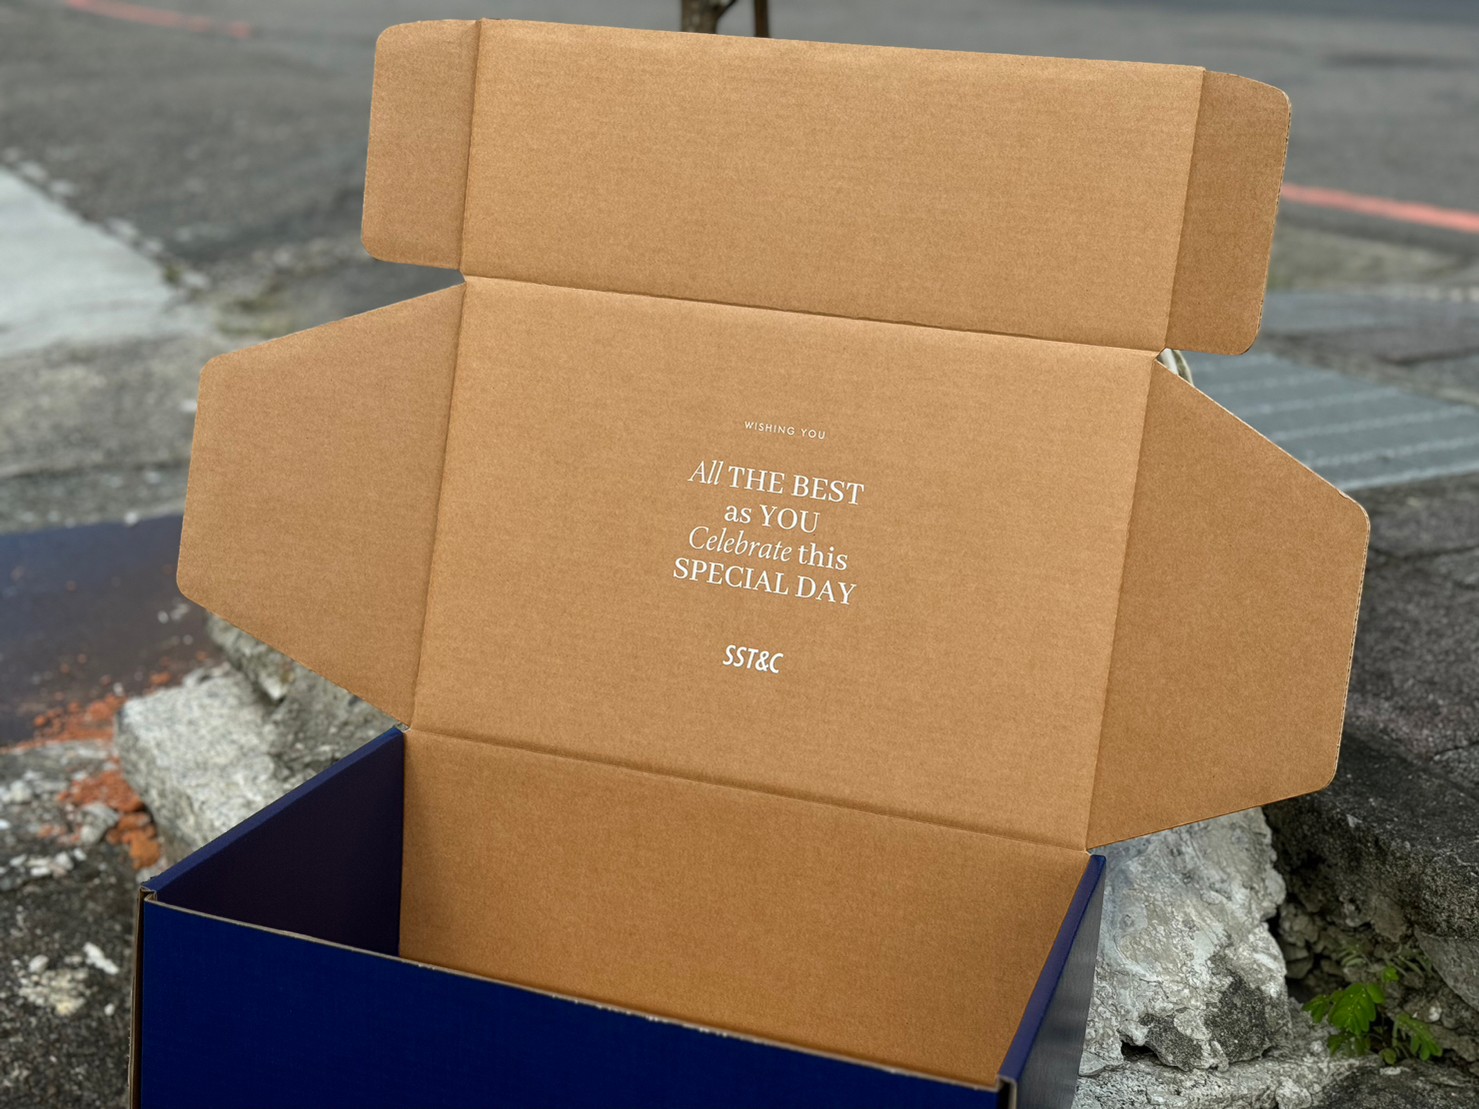 WISHING YOU
All THE BEST
as YOU
Celebrate this
SPECIAL DAY
SST&C